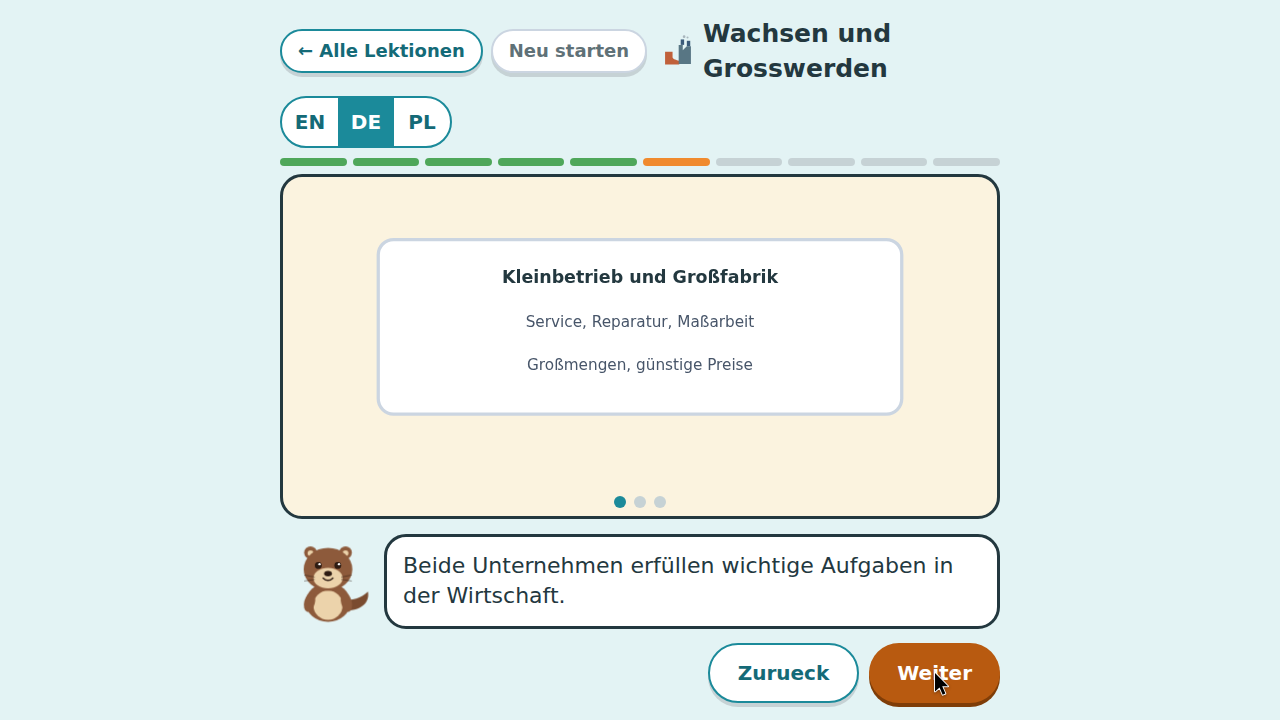 ← Alle Lektionen
Neu starten
Wachsen und
Grosswerden
EN DE PL
Kleinbetrieb und Großfabrik
Service, Reparatur, Maßarbeit
Großmengen, günstige Preise
Beide Unternehmen erfüllen wichtige Aufgaben in
der Wirtschaft.
Zurueck
Weiter